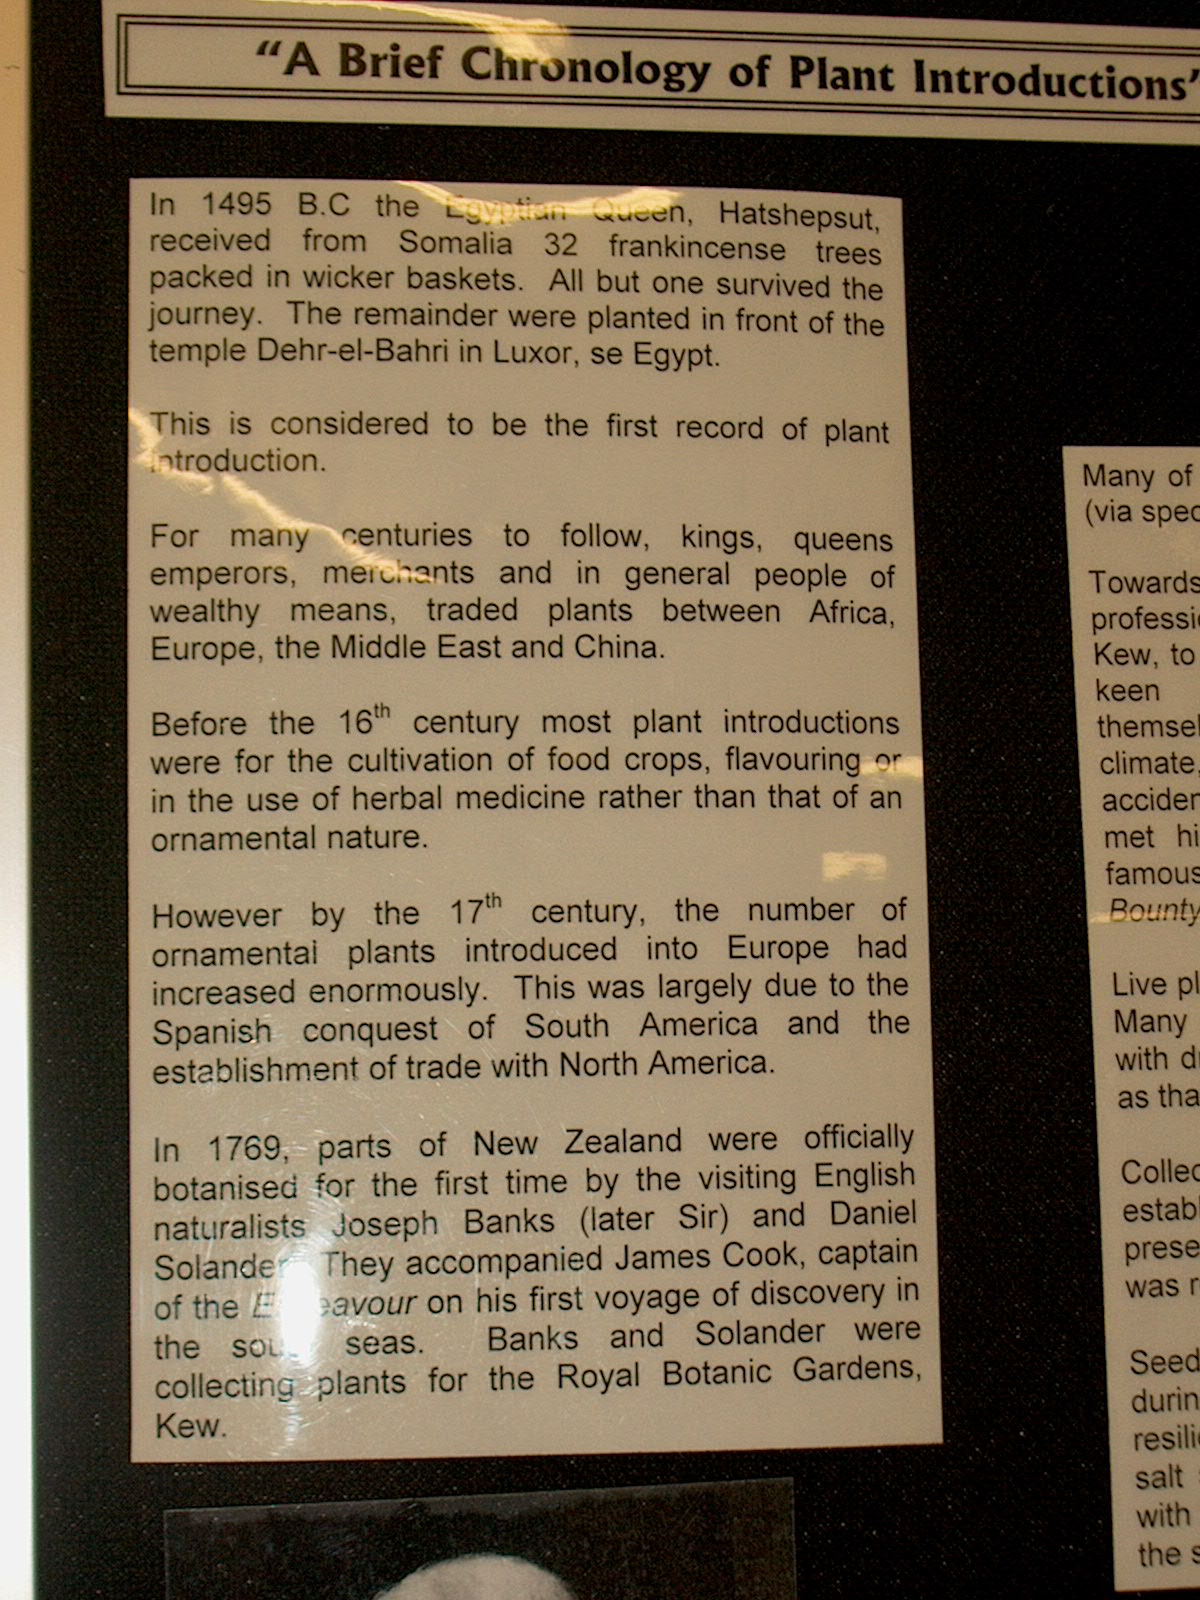 “A Brief Chronology of Plant Introductions”
In 1495 B.C the Egyptian Queen, Hatshepsut,
received from Somalia 32 frankincense trees
packed in wicker baskets. All but one survived the
journey. The remainder were planted in front of the
temple Dehr-el-Bahri in Luxor, se Egypt.
This is considered to be the first record of plant
introduction.
For many centuries to follow, kings, queens
emperors, merchants and in general people of
wealthy means, traded plants between Africa,
Europe, the Middle East and China.
Before the 16th century most plant introductions
were for the cultivation of food crops, flavouring or
in the use of herbal medicine rather than that of an
ornamental nature.
However by the 17th century, the number of
ornamental plants introduced into Europe had
increased enormously. This was largely due to the
Spanish conquest of South America and the
establishment of trade with North America.
In 1769, parts of New Zealand were officially
botanised for the first time by the visiting English
naturalists Joseph Banks (later Sir) and Daniel
Solander. They accompanied James Cook, captain
of the Endeavour on his first voyage of discovery in
the south seas. Banks and Solander were
collecting plants for the Royal Botanic Gardens,
Kew.
Many of
(via
Towards
Kew, to
keen
climate,
met
famous
Bounty
Live
Many
with
as
was
Seed
salt
with
the